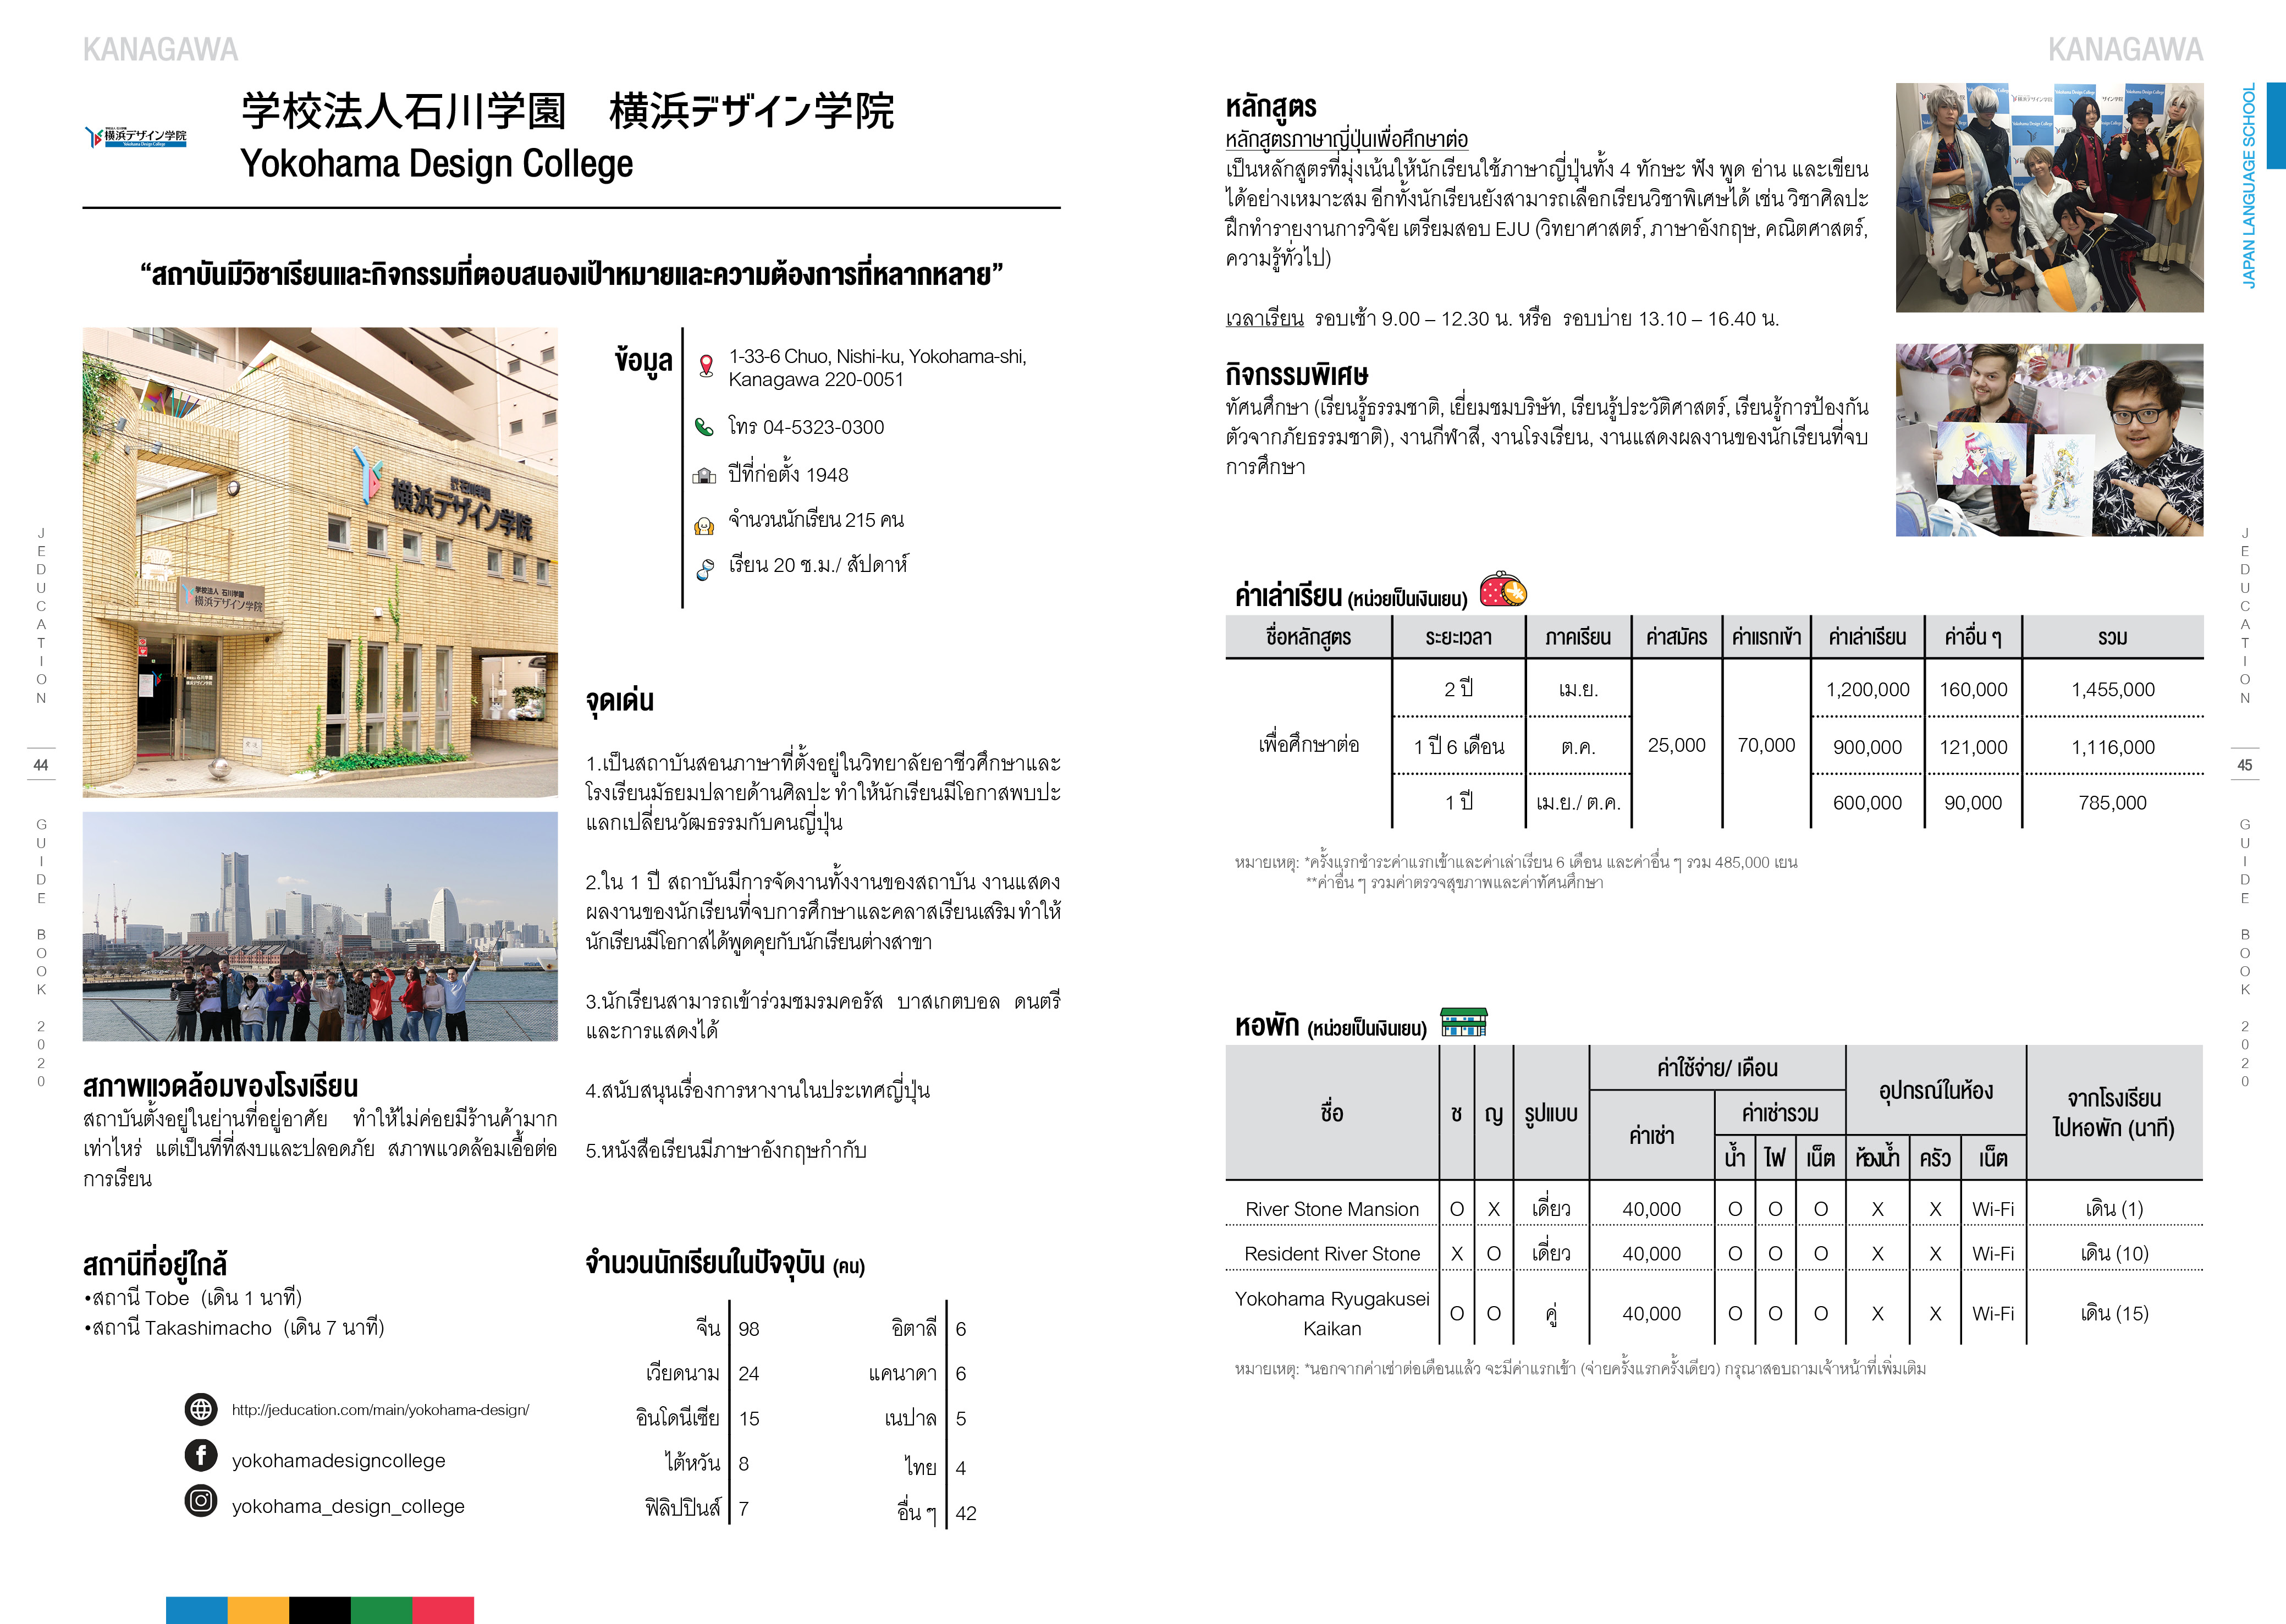 KANAGAWA
横浜デザイン学院
Yokohama Design College
学校法人石川学園　横浜デザイン学院
Yokohama Design College
“สถาบันมีวิชาเรียนและกิจกรรมที่ตอบสนองเป้าหมายและความต้องการที่หลากหลาย”
横浜デザイン学院
学校法人 石川学園
横浜デザイン学院
ข้อมูล
1-33-6 Chuo, Nishi-ku, Yokohama-shi,
Kanagawa 220-0051
โทร 04-5323-0300
ปีที่ก่อตั้ง 1948
จำนวนนักเรียน 215 คน
เรียน 20 ช.ม./ สัปดาห์
จุดเด่น
1.เป็นสถาบันสอนภาษาที่ตั้งอยู่ในวิทยาลัยอาชีวศึกษาและ
โรงเรียนมัธยมปลายด้านศิลปะ ทำให้นักเรียนมีโอกาสพบปะ
แลกเปลี่ยนวัฒธรรมกับคนญี่ปุ่น
2.ใน 1 ปี สถาบันมีการจัดงานทั้งงานของสถาบัน งานแสดง
ผลงานของนักเรียนที่จบการศึกษาและคลาสเรียนเสริม ทำให้
นักเรียนมีโอกาสได้พูดคุยกับนักเรียนต่างสาขา
3.นักเรียนสามารถเข้าร่วมชมรมคอรัส บาสเกตบอล ดนตรี
และการแสดงได้
4.สนับสนุนเรื่องการหางานในประเทศญี่ปุ่น
5.หนังสือเรียนมีภาษาอังกฤษกำกับ
สภาพแวดล้อมของโรงเรียน
สถาบันตั้งอยู่ในย่านที่อยู่อาศัย ทำให้ไม่ค่อยมีร้านค้ามาก
เท่าไหร่ แต่เป็นที่ที่สงบและปลอดภัย สภาพแวดล้อมเอื้อต่อ
การเรียน
สถานีที่อยู่ใกล้
•สถานี Tobe (เดิน 1 นาที)
•สถานี Takashimacho (เดิน 7 นาที)
http://jeducation.com/main/yokohama-design/
yokohamadesigncollege
yokohama_design_college
จำนวนนักเรียนในปัจจุบัน (คน)
จีน 98 อิตาลี 6
เวียดนาม 24 แคนาดา 6
อินโดนีเซีย 15 เนปาล 5
ไต้หวัน 8 ไทย 4
ฟิลิปปินส์ 7 อื่น ๆ 42
JEDUCATION
44
GUIDE BOOK 2020
KANAGAWA
JAPAN LANGUAGE SCHOOL
หลักสูตร
หลักสูตรภาษาญี่ปุ่นเพื่อศึกษาต่อ
เป็นหลักสูตรที่มุ่งเน้นให้นักเรียนใช้ภาษาญี่ปุ่นทั้ง 4 ทักษะ ฟัง พูด อ่าน และเขียน
ได้อย่างเหมาะสม อีกทั้งนักเรียนยังสามารถเลือกเรียนวิชาพิเศษได้ เช่น วิชาศิลปะ
ฝึกทำรายงานการวิจัย เตรียมสอบ EJU (วิทยาศาสตร์, ภาษาอังกฤษ, คณิตศาสตร์,
ความรู้ทั่วไป)
เวลาเรียน รอบเช้า 9.00 – 12.30 น. หรือ รอบบ่าย 13.10 – 16.40 น.
กิจกรรมพิเศษ
ทัศนศึกษา (เรียนรู้ธรรมชาติ, เยี่ยมชมบริษัท, เรียนรู้ประวัติศาสตร์, เรียนรู้การป้องกัน
ตัวจากภัยธรรมชาติ), งานกีฬาสี, งานโรงเรียน, งานแสดงผลงานของนักเรียนที่จบ
การศึกษา
ค่าเล่าเรียน (หน่วยเป็นเงินเยน)
ชื่อหลักสูตร ระยะเวลา ภาคเรียน ค่าสมัคร ค่าแรกเข้า ค่าเล่าเรียน ค่าอื่น ๆ รวม
2 ปี เม.ย. 1,200,000 160,000 1,455,000
เพื่อศึกษาต่อ 1 ปี 6 เดือน ต.ค. 25,000 70,000 900,000 121,000 1,116,000
1 ปี เม.ย./ ต.ค. 600,000 90,000 785,000
หมายเหตุ: *ครั้งแรกชำระค่าแรกเข้าและค่าเล่าเรียน 6 เดือน และค่าอื่น ๆ รวม 485,000 เยน
**ค่าอื่น ๆ รวมค่าตรวจสุขภาพและค่าทัศนศึกษา
หอพัก (หน่วยเป็นเงินเยน)
ชื่อ ช ญ รูปแบบ ค่าใช้จ่าย/ เดือน อุปกรณ์ในห้อง จากโรงเรียน
ไปหอพัก (นาที)
ค่าเช่า ค่าเช่ารวม
น้ำ ไฟ เน็ต ห้องน้ำ ครัว เน็ต
River Stone Mansion O X เดี่ยว 40,000 O O O X X Wi-Fi เดิน (1)
Resident River Stone X O เดี่ยว 40,000 O O O X X Wi-Fi เดิน (10)
Yokohama Ryugakusei
Kaikan O O คู่ 40,000 O O O X X Wi-Fi เดิน (15)
หมายเหตุ: *นอกจากค่าเช่าต่อเดือนแล้ว จะมีค่าแรกเข้า (จ่ายครั้งแรกครั้งเดียว) กรุณาสอบถามเจ้าหน้าที่เพิ่มเติม
JEDUCATION
45
GUIDE BOOK 2020